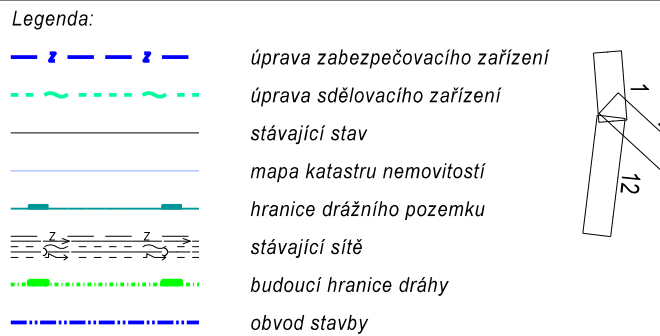 Legenda:
z z úprava zabezpečovacího zařízení
úprava sdělovacího zařízení
stávající stav
mapa katastru nemovitostí
hranice drážního pozemku
z z stávající sítě
budoucí hranice dráhy
obvod stavby
1
12